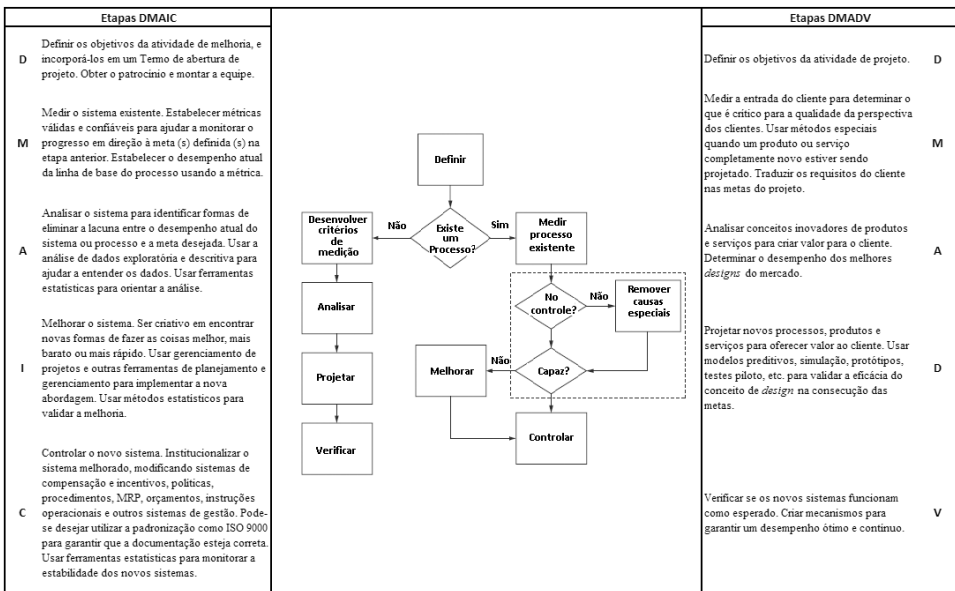 Etapas DMAIC
D
Definir os objetivos da atividade de melhoria, e
incorporá-los em um Termo de abertura de
projeto. Obter o patrocínio e montar a equipe.
M
Medir o sistema existente. Estabelecer métricas
válidas e confiáveis para ajudar a monitorar o
progresso em direção à meta (s) definida (s) na
etapa anterior. Estabelecer o desempenho atual
da linha de base do processo usando a métrica.
A
Analisar o sistema para identificar formas de
eliminar a lacuna entre o desempenho atual do
sistema ou processo e a meta desejada. Usar a
análise de dados exploratória e descritiva para
ajudar a entender os dados. Usar ferramentas
estatísticas para orientar a análise.
I
Melhorar o sistema. Ser criativo em encontrar
novas formas de fazer as coisas melhor, mais
barato ou mais rápido. Usar gerenciamento de
projetos e outras ferramentas de planejamento e
gerenciamento para implementar a nova
abordagem. Usar métodos estatísticos para
validar a melhoria.
C
Controlar o novo sistema. Institucionalizar o
sistema melhorado, modificando sistemas de
compensação e incentivos, políticas,
procedimentos, MRP, orçamentos, instruções
operacionais e outros sistemas de gestão. Pode-
se desejar utilizar a padronização como ISO 9000
para garantir que a documentação esteja correta.
Usar ferramentas estatísticas para monitorar a
estabilidade dos novos sistemas.
Definir
Existe
um
Processo?
Não
Sim
Desenvolver
critérios
de
medição
Medir
processo
existente
Analisar
No
controle?
Não
Remover
causas
especiais
Projetar
Melhorar
Não
Capaz?
Verificar
Controlar
Etapas DMADV
Definir os objetivos da atividade de projeto.
D
Medir a entrada do cliente para determinar o
que é crítico para a qualidade da perspectiva
dos clientes. Usar métodos especiais
quando um produto ou serviço
completamente novo estiver sendo
projetado. Traduzir os requisitos do cliente
nas metas do projeto.
M
Analisar conceitos inovadores de produtos
e serviços para criar valor para o cliente.
Determinar o desempenho dos melhores
designs do mercado.
A
Projetar novos processos, produtos e
serviços para oferecer valor ao cliente. Usar
modelos preditivos, simulação, protótipos,
testes piloto, etc. para validar a eficácia do
conceito de design na consecução das
metas.
D
Verificar se os novos sistemas funcionam
como esperado. Criar mecanismos para
garantir um desempenho ótimo e contínuo.
V